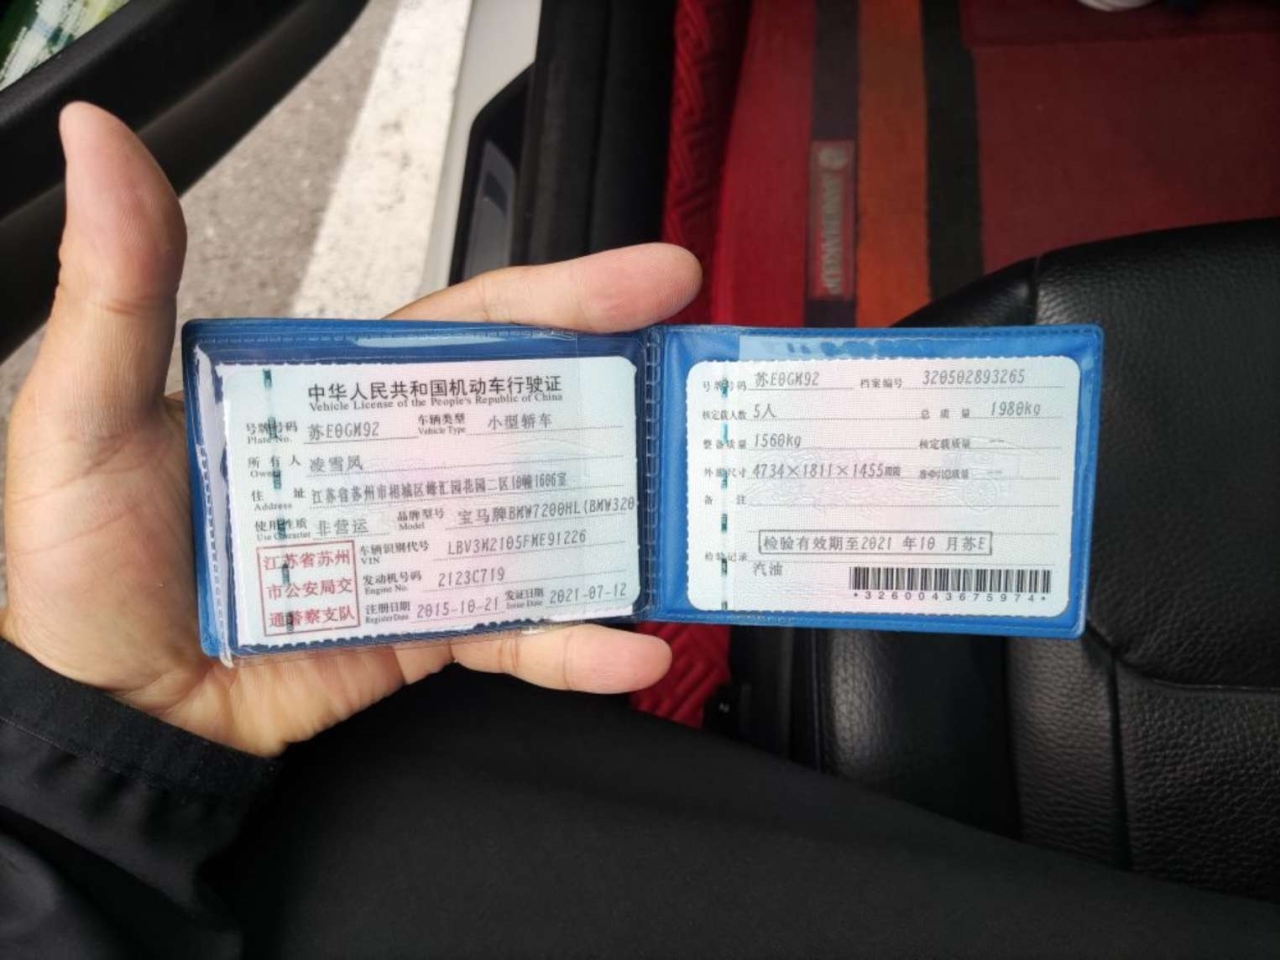 中华人民共和国机动车行驶证
Vehicle License of the People's Republic of China
号牌号码 苏E0GM92 车辆类型 小型轿车
Plate No. Vehicle Type
所有人 凌雪凤
Owner
住址 江苏省苏州市相城区蜂汇园花园二区10幢1606室
Address
使用性质 非营运 品牌型号 宝马牌BMW7200HL(BMW320
Use Character Model
江苏省苏州
市公安局交
通警察支队
车辆识别代号 LBV3M2105FME91226
VIN
发动机号码 2123C719
Engine No.
注册日期 2015-10-21 发证日期 2021-07-12
Register Date Issue Date
号牌号码 苏E0GM92 档案编号 320502893265
核定载人数 5人 总质量 1980kg
整备质量 1560kg 核定载质量 --
外廓尺寸 4734×1811×1455mm 准牵引总质量 --
备注
检验记录 检验有效期至2021 年10 月苏E
汽油
*3260043675974*